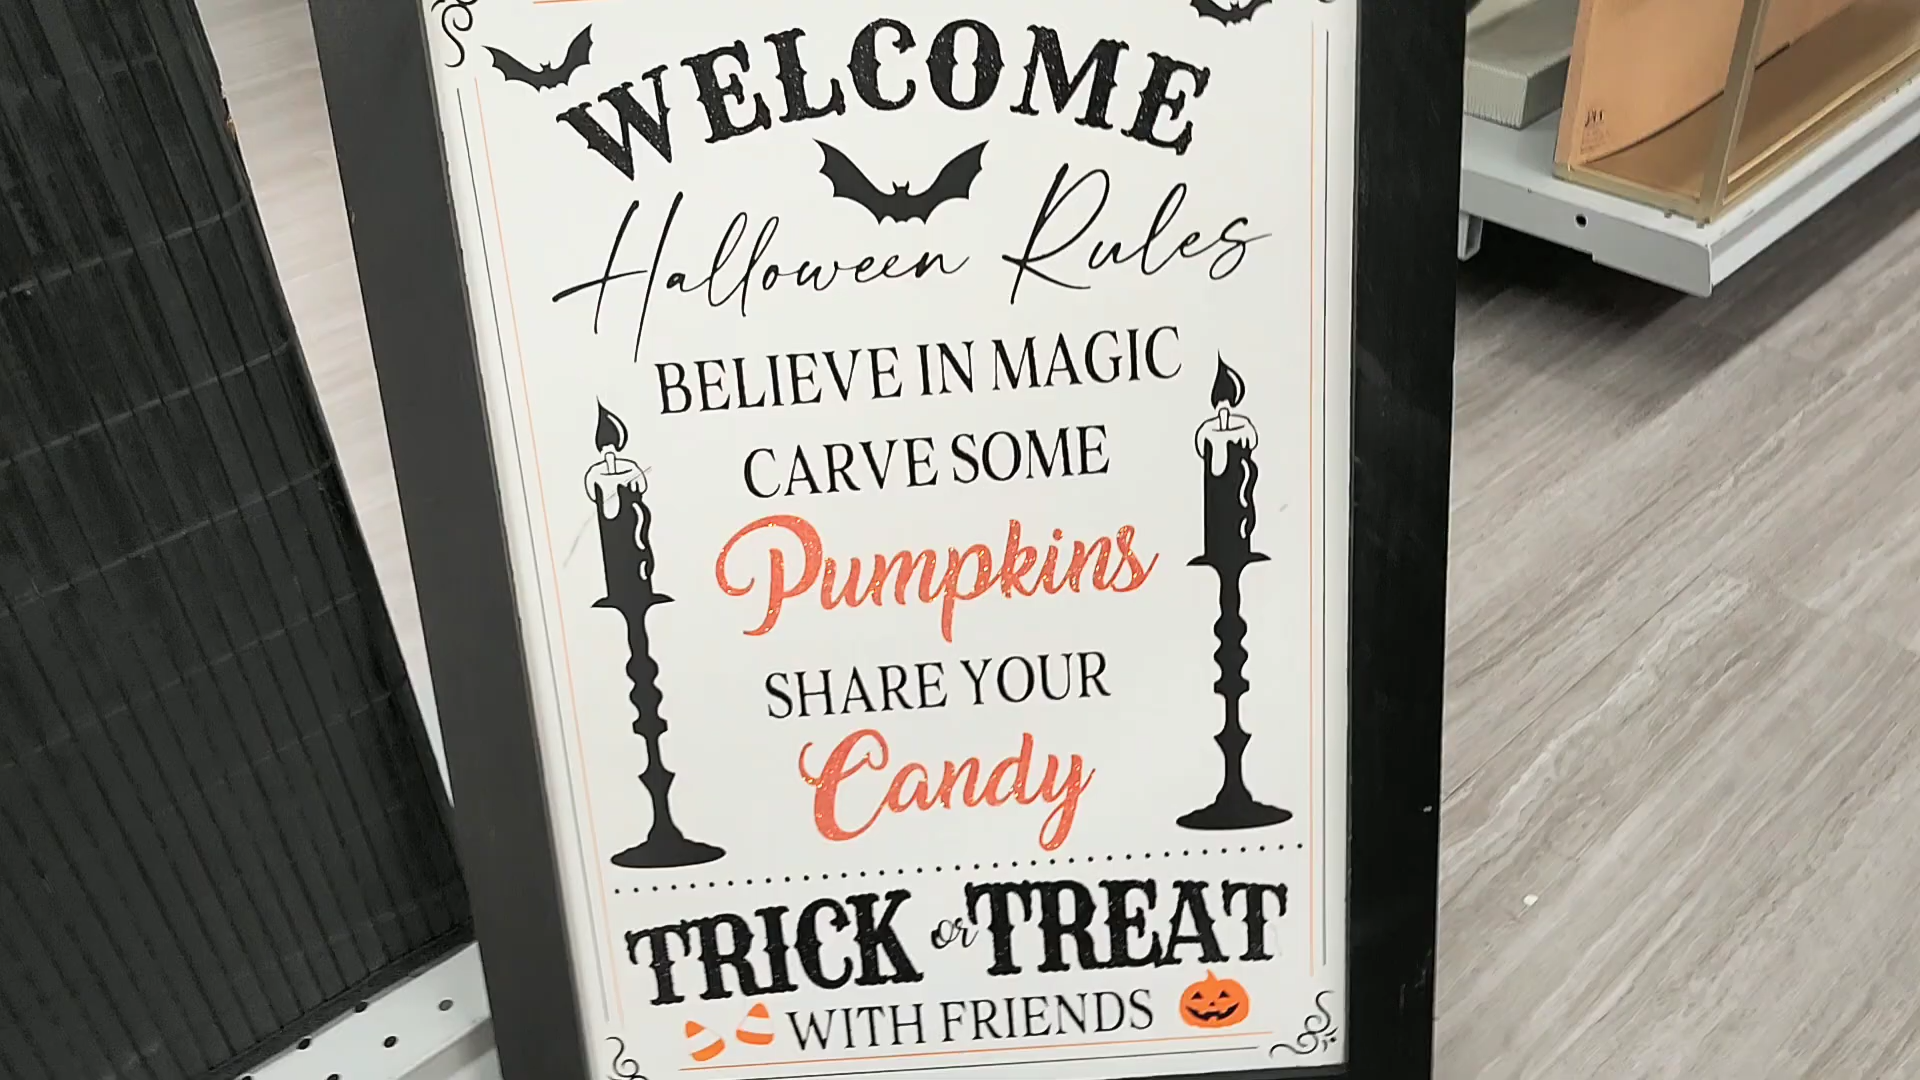 WELCOME
Halloween Rules
BELIEVE IN MAGIC
CARVE SOME
Pumpkins
SHARE YOUR
Candy
TRICK or TREAT
WITH FRIENDS